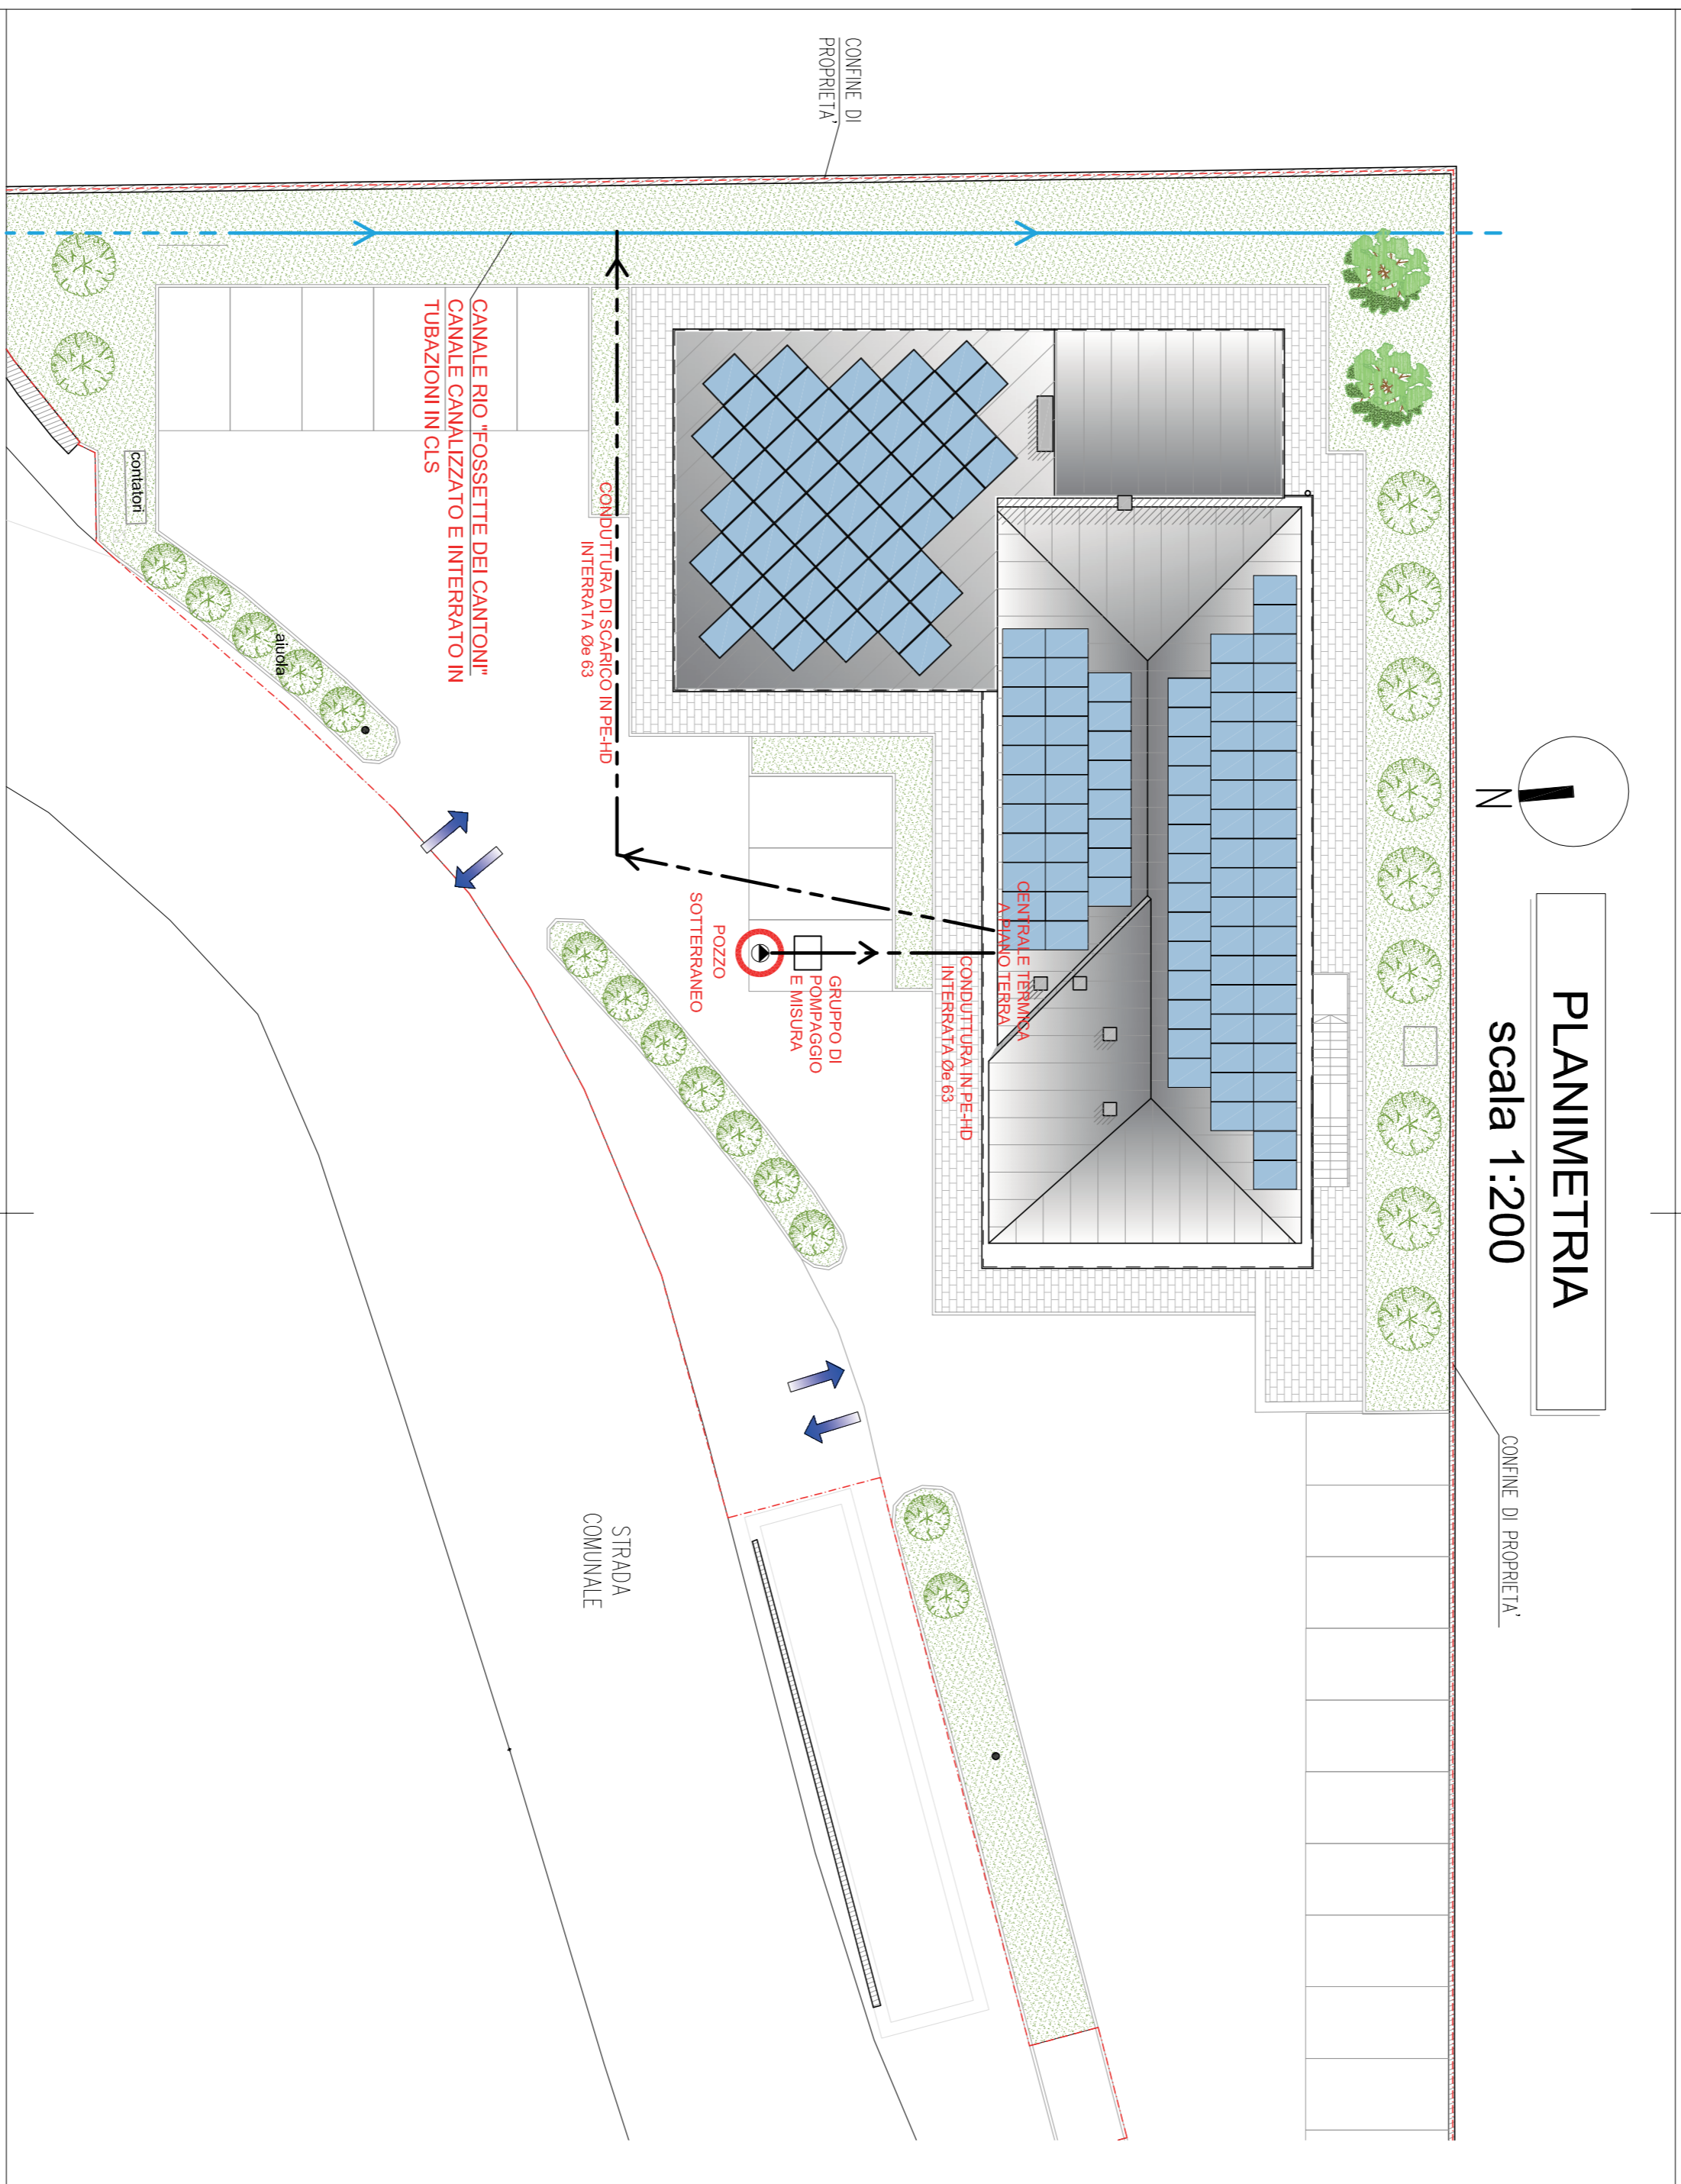 PLANIMETRIA
scala 1:200
N
CONFINE DI
PROPRIETA'
CONFINE DI PROPRIETA'
CENTRALE TERMICA
A PIANO TERRA
CONDUTTURA IN PE-HD
INTERRATA Øe 63
GRUPPO DI
POMPAGGIO
E MISURA
POZZO
SOTTERRANEO
CONDUTTURA DI SCARICO IN PE-HD
INTERRATA Øe 63
CANALE RIO "FOSSETTE DEI CANTONI"
CANALE CANALIZZATO E INTERRATO IN
TUBAZIONI IN CLS
contatori
aiuola
STRADA
COMUNALE